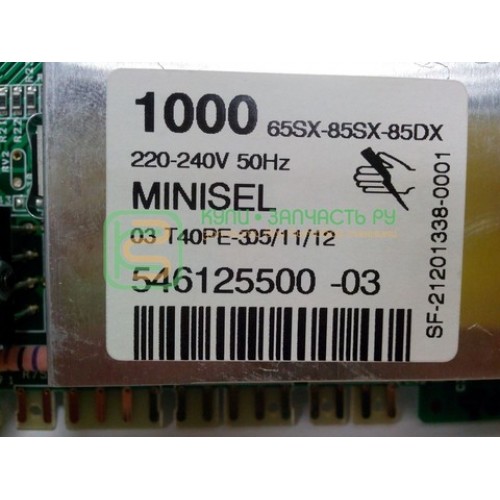 1000 65SX-85SX-85DX
220-240V 50Hz
MINISEL
КУПИ-ЗАПЧАСТЬ РУ
03 T40PE-305/11/12
546125500 -03
SF-21201338-0001